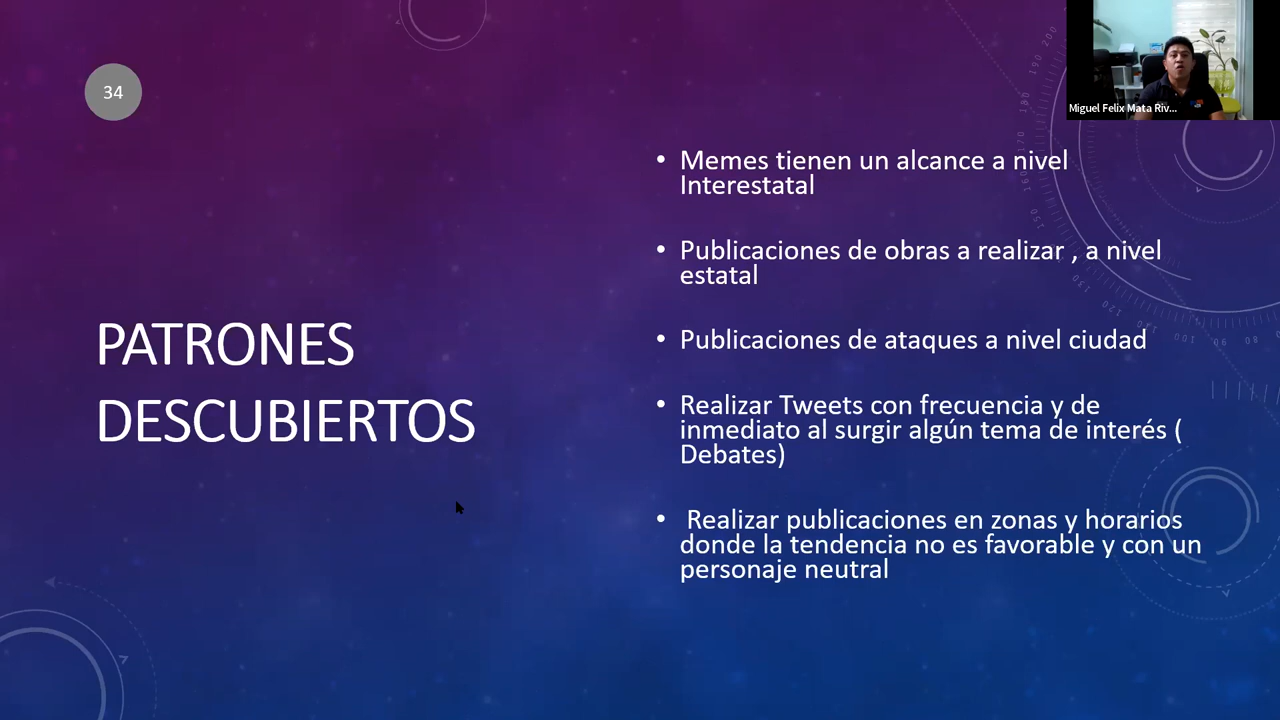 34
Miguel Felix Mata Riv...
• Memes tienen un alcance a nivel
Interestatal
• Publicaciones de obras a realizar , a nivel
estatal
PATRONES
DESCUBIERTOS
• Publicaciones de ataques a nivel ciudad
• Realizar Tweets con frecuencia y de
inmediato al surgir algún tema de interés (
Debates)
• Realizar publicaciones en zonas y horarios
donde la tendencia no es favorable y con un
personaje neutral